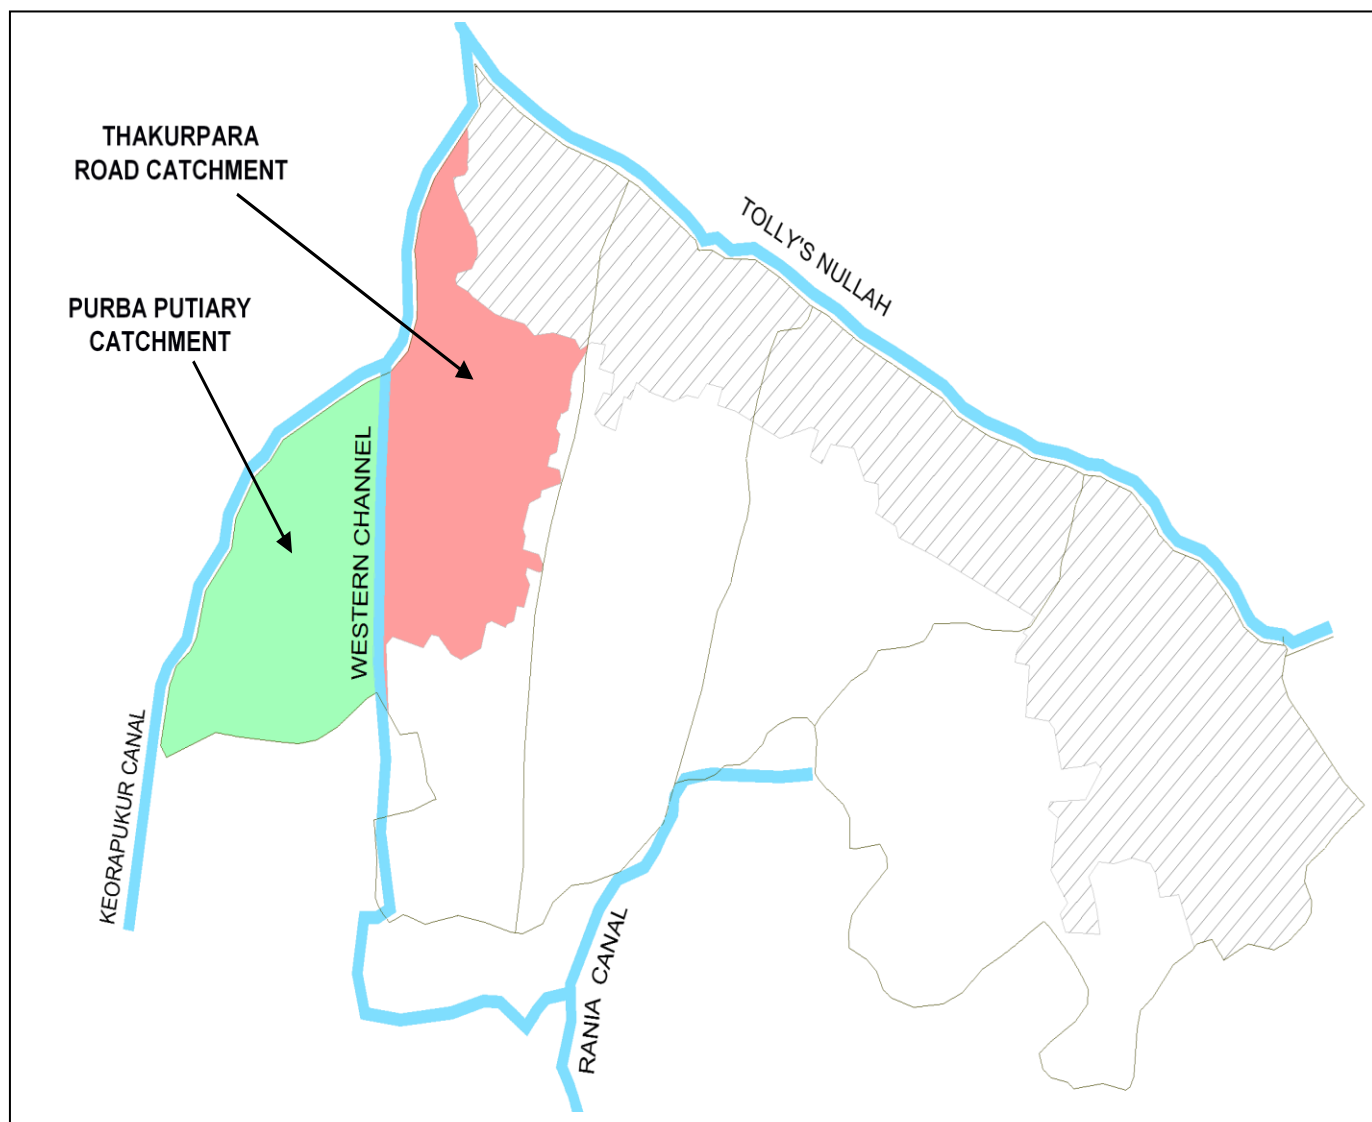 THAKURPARA
ROAD CATCHMENT
PURBA PUTIARY
CATCHMENT
TOLLY'S NULLAH
WESTERN CHANNEL
KEORAPUKUR CANAL
RANIA CANAL